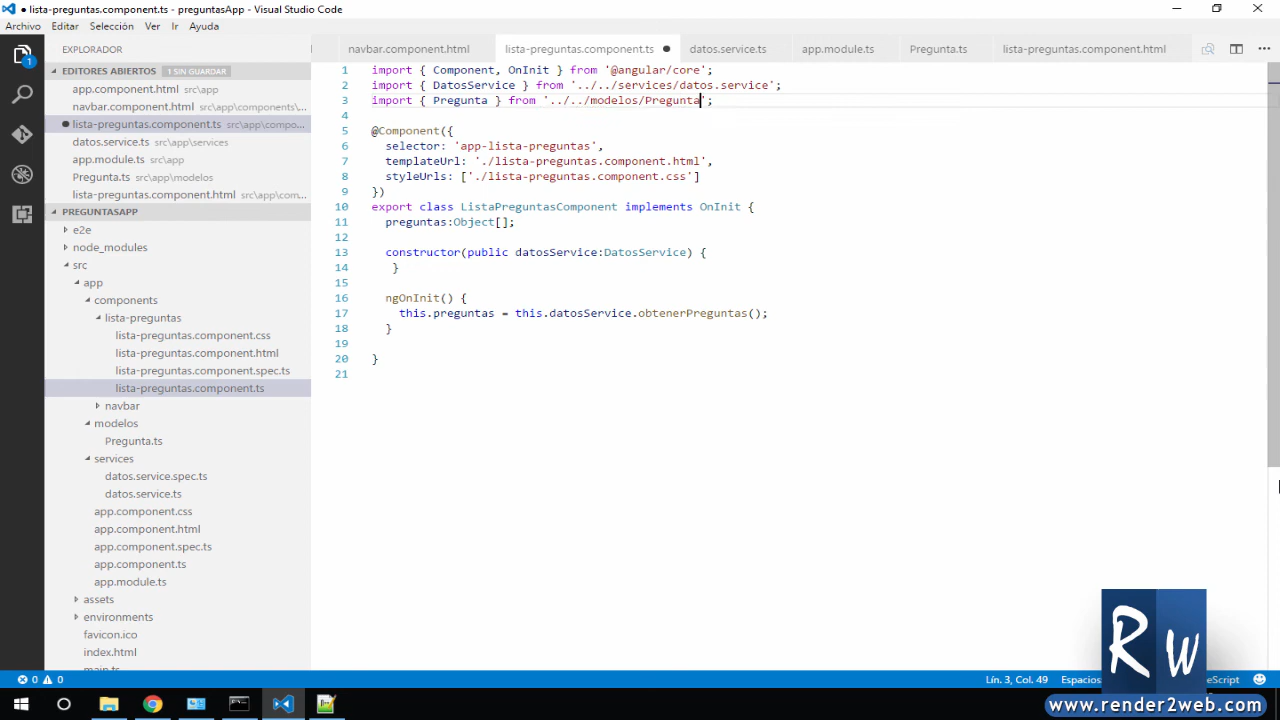 lista-preguntas.component.ts - preguntasApp - Visual Studio Code
Archivo Editar Selección Ver Ir Ayuda
EXPLORADOR
navbar.component.html
lista-preguntas.component.ts
datos.service.ts
app.module.ts
Pregunta.ts
lista-preguntas.component.html
EDITORES ABIERTOS 1 SIN GUARDAR
app.component.html src\app
navbar.component.html src\app\components\...
lista-preguntas.component.ts src\app\compo...
datos.service.ts src\app\services
app.module.ts src\app
Pregunta.ts src\app\modelos
lista-preguntas.component.html src\app\com...
PREGUNTASAPP
e2e
node_modules
src
app
components
lista-preguntas
lista-preguntas.component.css
lista-preguntas.component.html
lista-preguntas.component.spec.ts
lista-preguntas.component.ts
navbar
modelos
Pregunta.ts
services
datos.service.spec.ts
datos.service.ts
app.component.css
app.component.html
app.component.spec.ts
app.component.ts
app.module.ts
assets
environments
favicon.ico
index.html
main.ts
1 import { Component, OnInit } from '@angular/core';
2 import { DatosService } from '../../services/datos.service';
3 import { Pregunta } from '../../modelos/Pregunta';
4
5 @Component({
6 selector: 'app-lista-preguntas',
7 templateUrl: './lista-preguntas.component.html',
8 styleUrls: ['./lista-preguntas.component.css']
9 })
10 export class ListaPreguntasComponent implements OnInit {
11 preguntas:Object[];
12
13 constructor(public datosService:DatosService) {
14 }
15
16 ngOnInit() {
17 this.preguntas = this.datosService.obtenerPreguntas();
18 }
19
20 }
21
1
0 0
Lín. 3, Col. 49
Espacios
eScript
RW
www.render2web.com